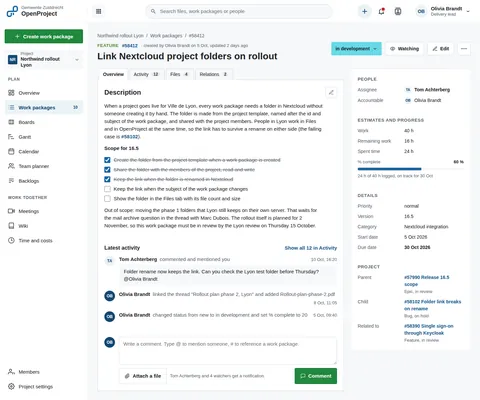 Gemeente Zuiddrecht
OpenProject
Search files, work packages or people
OB
Olivia Brandt
Delivery lead
Create work package
Project
NR
Northwind rollout Lyon
PLAN
Overview
Work packages
Boards
Gantt
Calendar
Team planner
Backlogs
WORK TOGETHER
Meetings
Wiki
Time and costs
Members
Project settings
Northwind rollout Lyon / Work packages / #58412
FEATURE #58412 created by Olivia Brandt on 5 Oct, updated 2 days ago
Link Nextcloud project folders on rollout
In development
Watching
Edit
Overview
Activity 12
Files 4
Relations 2
Description
When a project goes live for Ville de Lyon, every work package needs a folder in Nextcloud
without someone creating it by hand. The folder is made from the project template, named after the id and
subject of the work package, and shared with the project members. People in Lyon work in Files
and in OpenProject at the same time, so the link has to survive a rename on either side (the failing
case is #58102).
Scope for 16.5
Create the folder from the project template when a work package is created
Share the folder with the members of the project, read and write
Keep the link when the folder is renamed in Nextcloud
Keep the link when the subject of the work package changes
Show the folder in the Files tab with its file count and size
Out of scope: moving the phase 1 folders that Lyon still keeps on their own server. That waits for
the mail archive question in the thread with Marc Dubois. The rollout itself is planned for 2
November, so this work package must be in review by the Lyon review on Thursday 15 October.
Latest activity
Show all 12 in Activity
TA
Tom Achterberg commented and mentioned you
Folder rename now keeps the link. Can you check the Lyon test folder before Thursday?
@Olivia Brandt
OB
Olivia Brandt linked the thread "Rollout plan phase 2, Lyon" and added Rollout-plan-phase-2.pdf
OB
Olivia Brandt changed status from new to in development and set % complete to 20
OB
Write a comment. Type @ to mention someone, # to reference a work package
Attach a file
Tom Achterberg and 4 watchers get a notification.
Comment
PEOPLE
Assignee TA Tom Achterberg
Accountable OB Olivia Brandt
ESTIMATES AND PROGRESS
Work 40 h
Remaining work 16 h
Spent time 24 h
% complete 60 %
24 h of 40 h logged, on track for 30 Oct
DETAILS
Priority normal
Version 16.5
Category Nextcloud integration
Start date 5 Oct 2026
Due date 30 Oct 2026
PROJECT
Parent #57990 Release 16.5 scope
Epic, in review
Child #58102 Folder link breaks on rename
Bug, on hold
Related to #58390 Single sign-on through Keycloak
Feature, in review